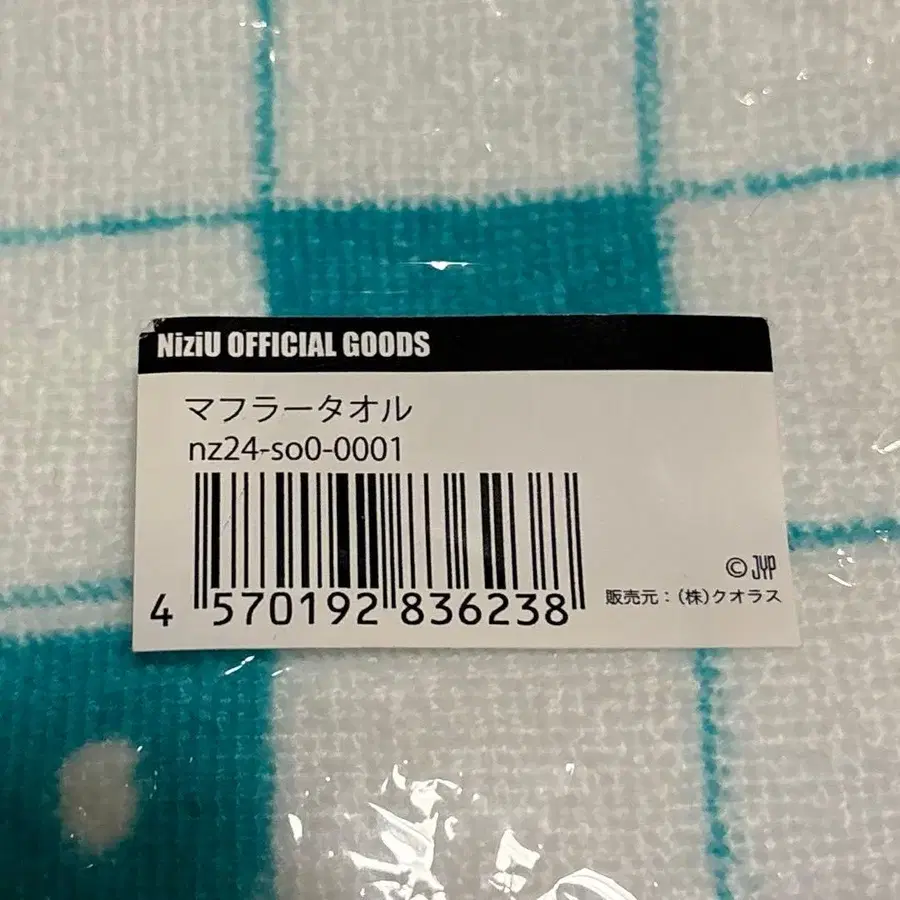 NiziU OFFICIAL GOODS
マフラータオル
nz24-so0-0001
4 570192 836238
© JYP
販売元：(株)クオラス